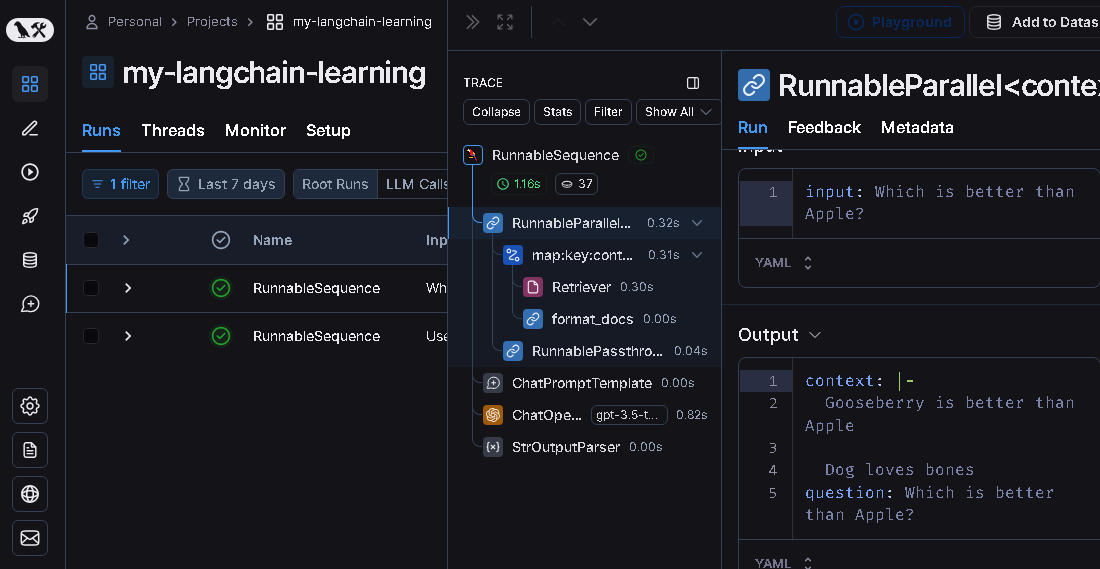 Personal > Projects > my-langchain-learning
my-langchain-learning
Runs Threads Monitor Setup
1 filter Last 7 days Root Runs LLM Calls
Name Inp
RunnableSequence Wh
RunnableSequence Use
TRACE
Collapse Stats Filter Show All
RunnableSequence
1.16s 37
RunnableParallel... 0.32s
map:key:cont... 0.31s
Retriever 0.30s
format_docs 0.00s
RunnablePassthro... 0.04s
ChatPromptTemplate 0.00s
ChatOpe... gpt-3.5-t... 0.82s
StrOutputParser 0.00s
Playground Add to Datas
RunnableParallel<conte
Run Feedback Metadata
Input
1 input: Which is better than
Apple?
YAML
Output
1 context: |-
2 Gooseberry is better than
Apple
3
4 Dog loves bones
5 question: Which is better
than Apple?
YAML